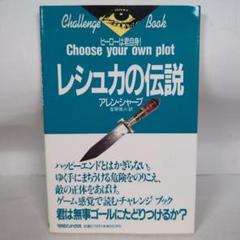 Challenge Book
ヒーローは君自身!
Choose your own plot
レシュカの伝説
アレン・シャープ
ハッピーエンドとはかぎらない。
ゆく手にまちうける危険をのりこえ、
敵の正体をあばけ。
ゲーム感覚で読むチャレンジブック
君は無事ゴールにたどりつけるか?